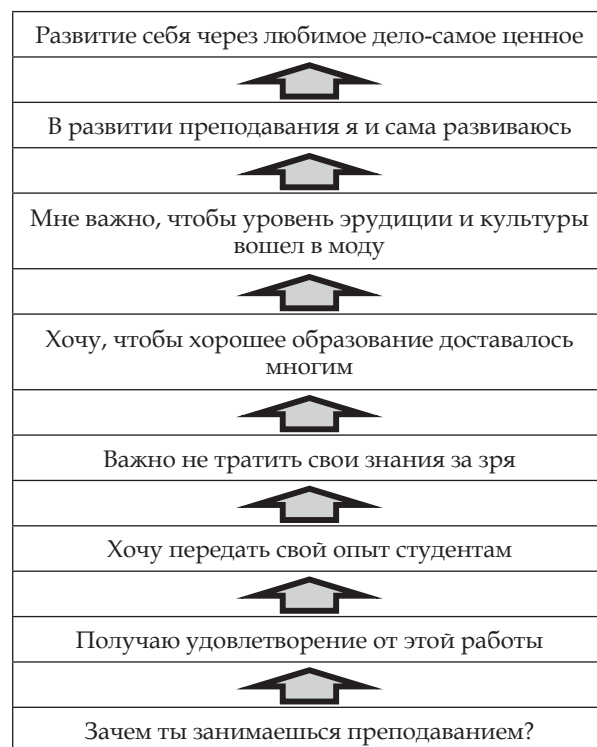 Развитие себя через любимое дело-самое ценное
В развитии преподавания я и сама развиваюсь
Мне важно, чтобы уровень эрудиции и культуры
вошел в моду
Хочу, чтобы хорошее образование доставалось
многим
Важно не тратить свои знания за зря
Хочу передать свой опыт студентам
Получаю удовлетворение от этой работы
Зачем ты занимаешься преподаванием?